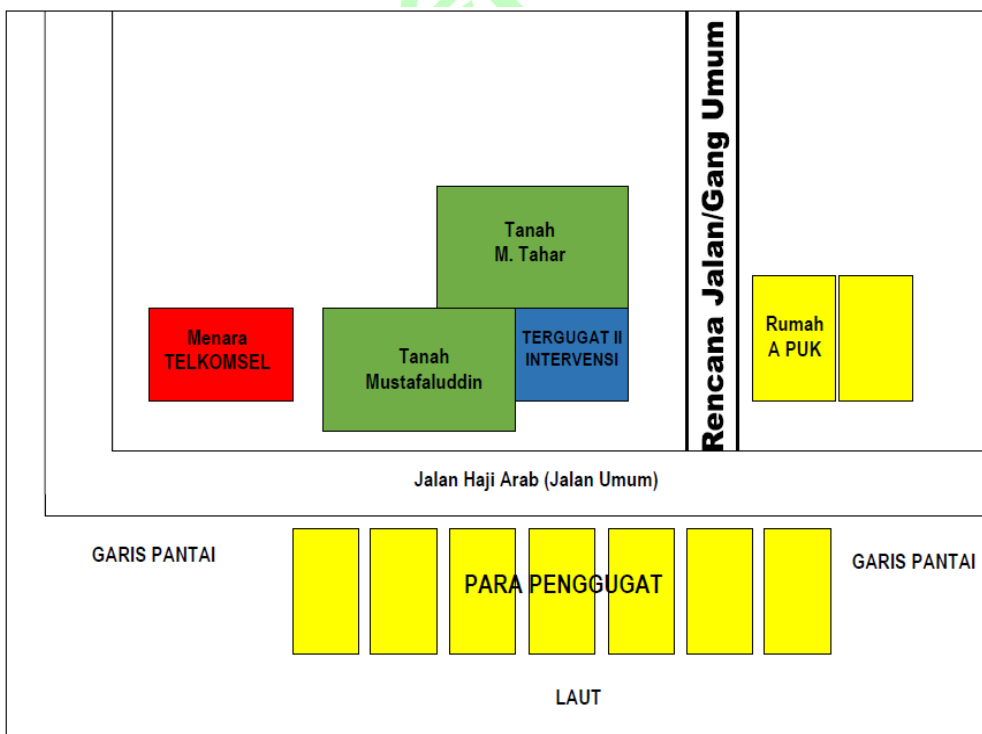 Rencana Jalan/Gang Umum
Tanah
M. Tahar
Menara
TELKOMSEL
Tanah
Mustafaluddin
TERGUGAT II
INTERVENSI
Rumah
A PUK
Jalan Haji Arab (Jalan Umum)
GARIS PANTAI
PARA PENGGUGAT
GARIS PANTAI
LAUT